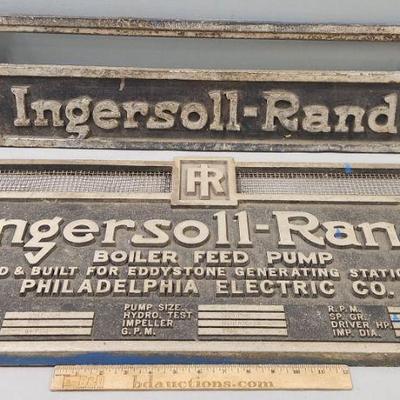 Ingersoll-Rand
IR
ngersoll-Ran
BOILER FEED PUMP
D & BUILT FOR EDDYSTONE GENERATING STATIO
PHILADELPHIA ELECTRIC CO.
PUMP SIZE
HYDRO. TEST
IMPELLER
G.P.M.
R.P.M.
SP. GR.
DRIVER HP.
IMP. DIA.
bdauctions.com